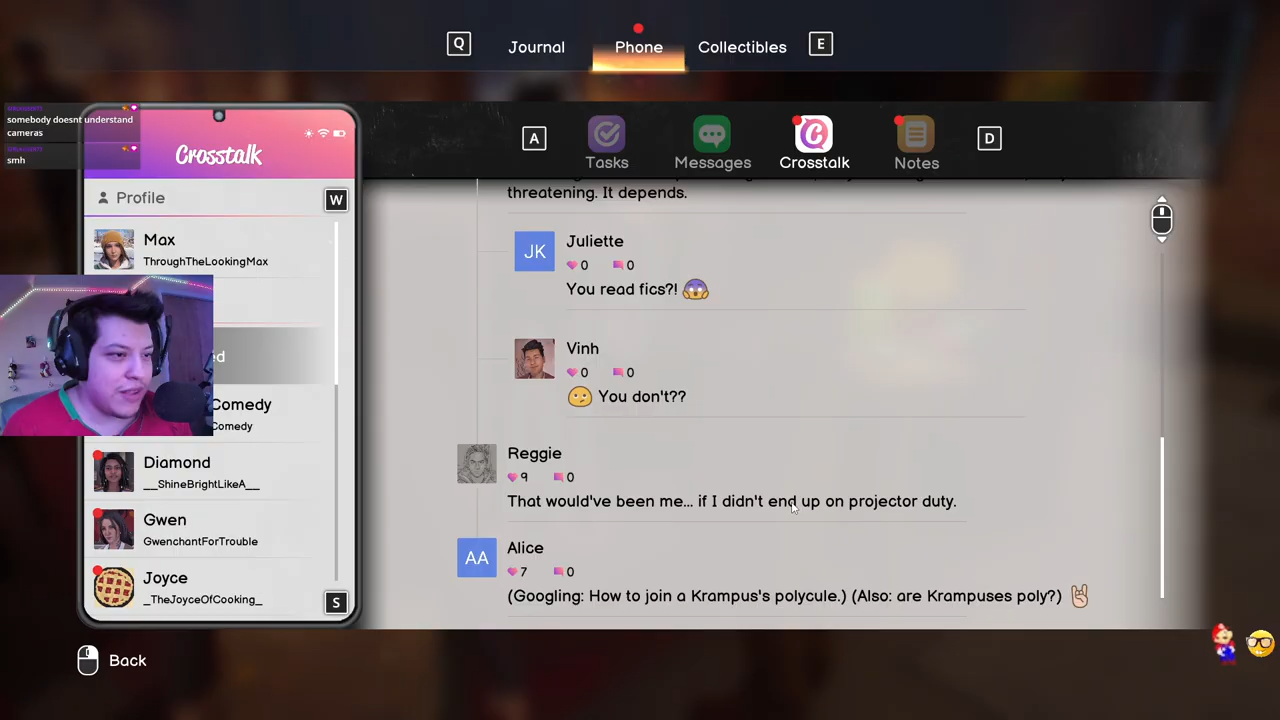 Q
Journal
Phone
Collectibles
E
somebody doesnt understand
cameras
smh
Crosstalk
A
Tasks
Messages
Crosstalk
Notes
D
Profile
W
Max
ThroughTheLookingMax
ed
Comedy
Comedy
Diamond
__ShineBrightLikeA__
Gwen
GwenchantForTrouble
Joyce
_TheJoyceOfCooking_
S
threatening. It depends.
JK
Juliette
0 0
You read fics?! 😱
Vinh
0 0
You don't??
Reggie
9 0
That would've been me... if I didn't end up on projector duty.
AA
Alice
7 0
(Googling: How to join a Krampus's polycule.) (Also: are Krampuses poly?) 🤘
Back